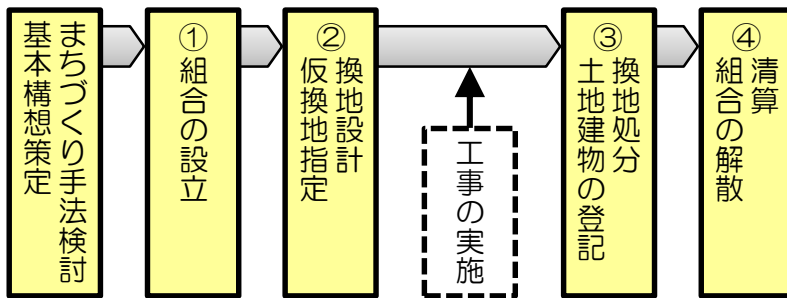 まちづくり手法検討
基本構想策定
①
組合の設立
②
換地設計
仮換地指定
工事の実施
③
換地処分
土地建物の登記
④
清算
組合の解散